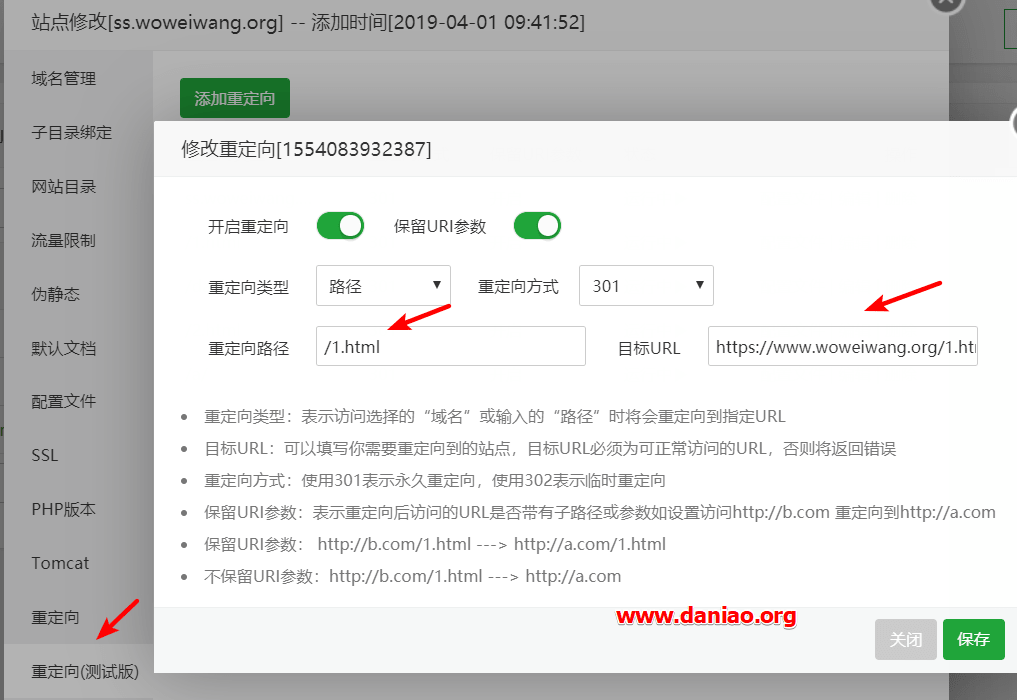 站点修改[ss.woweiwang.org] -- 添加时间[2019-04-01 09:41:52]
域名管理
添加重定向
子目录绑定
修改重定向[1554083932387]
网站目录
开启重定向 保留URI参数
流量限制
重定向类型 路径 重定向方式 301
伪静态
默认文档
重定向路径 /1.html 目标URL https://www.woweiwang.org/1.ht
配置文件
重定向类型：表示访问选择的“域名”或输入的“路径”时将会重定向到指定URL
目标URL：可以填写你需要重定向到的站点，目标URL必须为可正常访问的URL，否则将返回错误
SSL
重定向方式：使用301表示永久重定向，使用302表示临时重定向
PHP版本
保留URI参数：表示重定向后访问的URL是否带有子路径或参数如设置访问http://b.com 重定向到http://a.com
保留URI参数： http://b.com/1.html ---> http://a.com/1.html
Tomcat
不保留URI参数：http://b.com/1.html ---> http://a.com
重定向
www.daniao.org
关闭 保存
重定向(测试版)